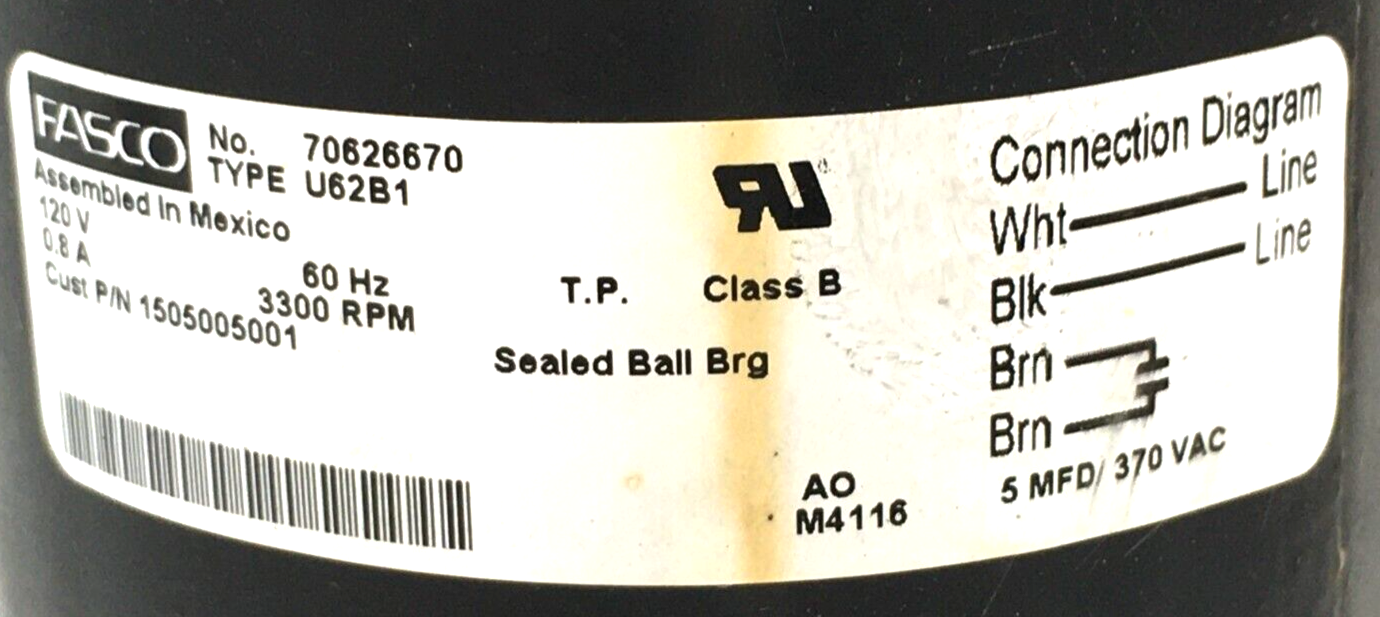 FASCO
No. 70626670
TYPE U62B1
Assembled In Mexico
120 V 60 Hz
0.8 A 3300 RPM
Cust P/N 1505005001
T.P. Class B
Sealed Ball Brg
AO
M4116
Connection Diagram
Wht Line
Blk Line
Brn
Brn
5 MFD/ 370 VAC